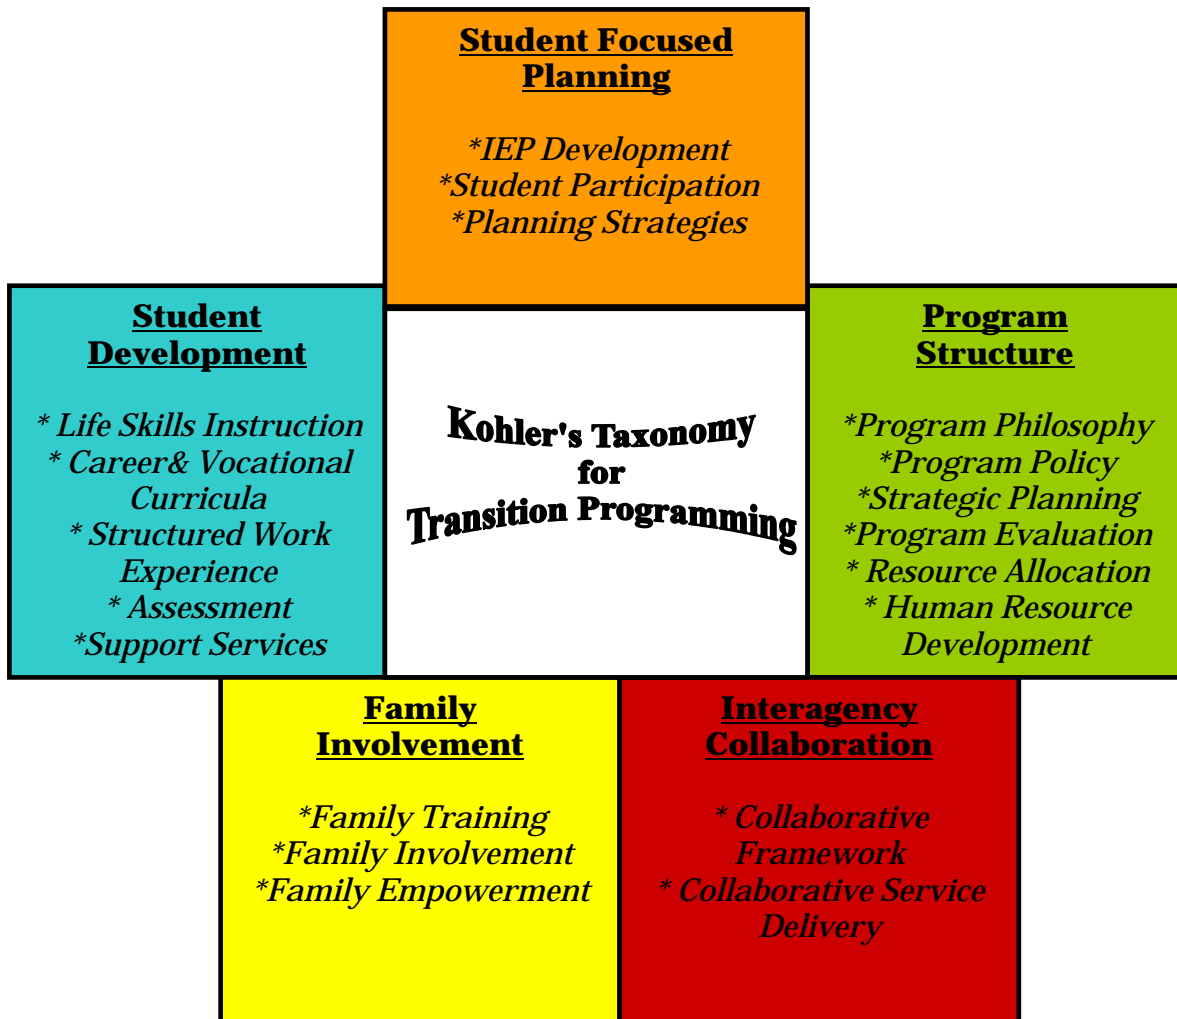 Student Focused
Planning
*IEP Development
*Student Participation
*Planning Strategies
Student
Development
* Life Skills Instruction
* Career& Vocational
Curricula
* Structured Work
Experience
* Assessment
*Support Services
Kohler's Taxonomy
for
Transition Programming
Program
Structure
*Program Philosophy
*Program Policy
*Strategic Planning
*Program Evaluation
* Resource Allocation
* Human Resource
Development
Family
Involvement
*Family Training
*Family Involvement
*Family Empowerment
Interagency
Collaboration
* Collaborative
Framework
* Collaborative Service
Delivery